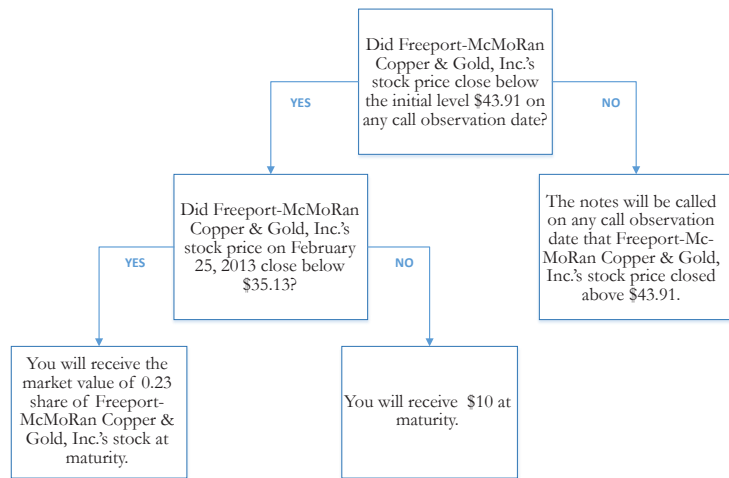 Did Freeport-McMoRan
Copper & Gold, Inc.'s
stock price close below
the initial level $43.91 on
any call observation date?
YES
NO
Did Freeport-McMoRan
Copper & Gold, Inc.'s
stock price on February
25, 2013 close below
$35.13?
The notes will be called
on any call observation
date that Freeport-Mc-
MoRan Copper & Gold,
Inc.'s stock price closed
above $43.91.
YES
NO
You will receive the
market value of 0.23
share of Freeport-
McMoRan Copper &
Gold, Inc.'s stock at
maturity.
You will receive $10 at
maturity.